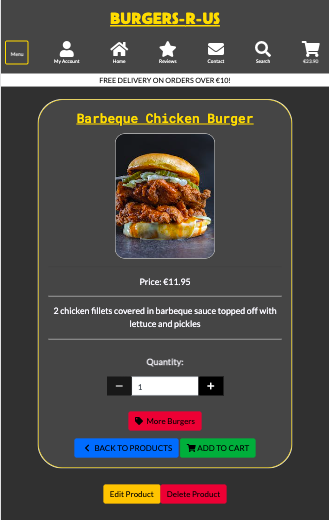 BURGERS-R-US
Menu
My Account
Home
Reviews
Contact
Search
€23.90
FREE DELIVERY ON ORDERS OVER €10!
Barbeque Chicken Burger
Price: €11.95
2 chicken fillets covered in barbeque sauce topped off with
lettuce and pickles
Quantity:
1
More Burgers
BACK TO PRODUCTS
ADD TO CART
Edit Product
Delete Product